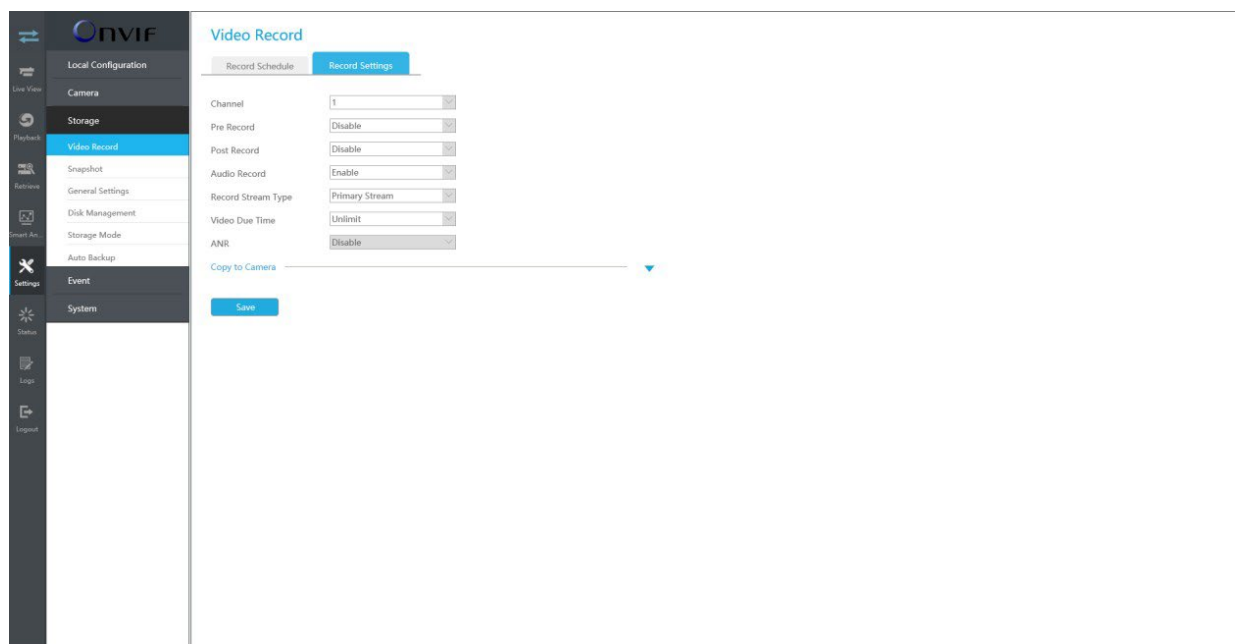 Onvif
Live View
Playback
Retrieve
Smart An...
Settings
Status
Logs
Logout
Local Configuration
Camera
Storage
Video Record
Snapshot
General Settings
Disk Management
Storage Mode
Auto Backup
Event
System
Video Record
Record Schedule
Record Settings
Channel 1
Pre Record Disable
Post Record Disable
Audio Record Enable
Record Stream Type Primary Stream
Video Due Time Unlimit
ANR Disable
Copy to Camera
Save